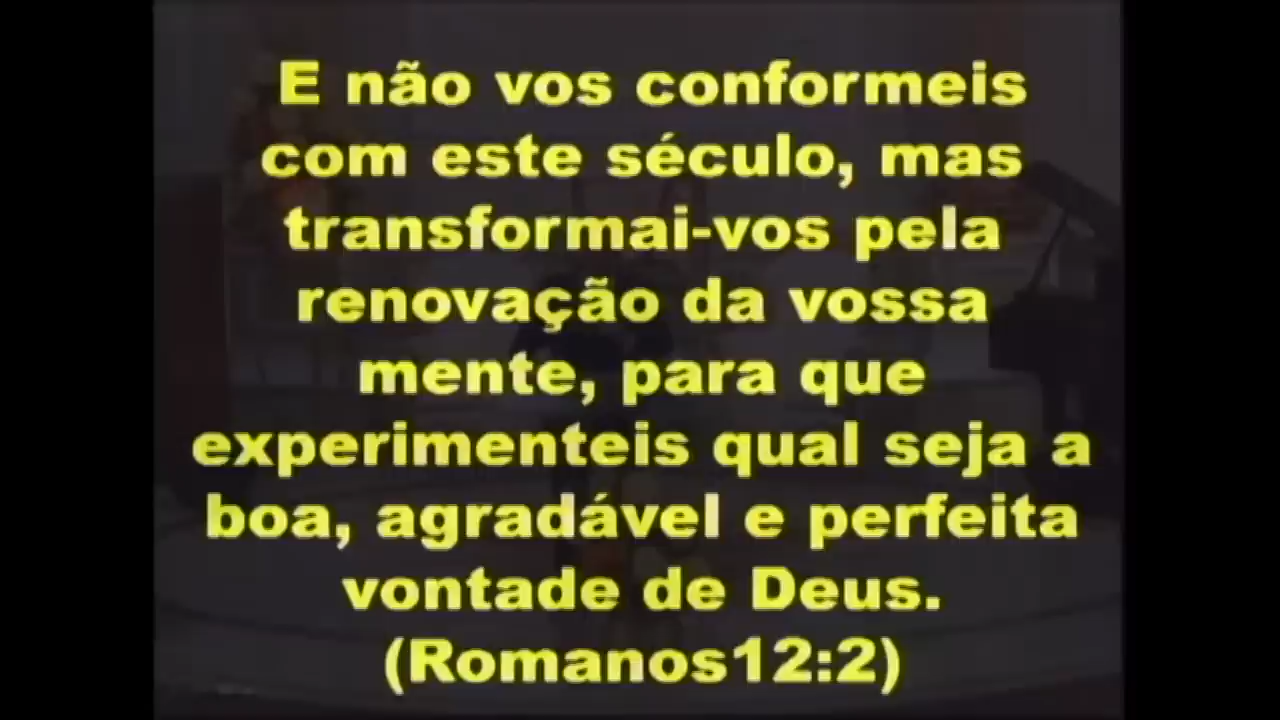 E não vos conformeis
com este século, mas
transformai-vos pela
renovação da vossa
mente, para que
experimenteis qual seja a
boa, agradável e perfeita
vontade de Deus.
(Romanos12:2)